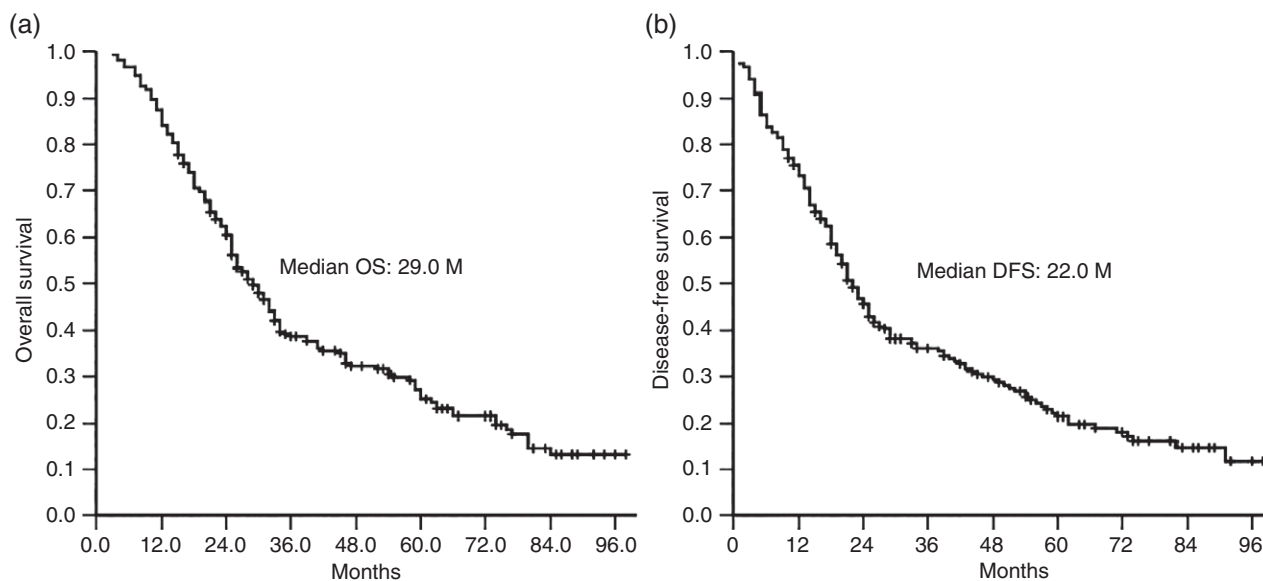 (a)
1.0
0.9
0.8
0.7
0.6
0.5
0.4
0.3
0.2
0.1
0.0
Overall survival
Median OS: 29.0 M
0.0 12.0 24.0 36.0 48.0 60.0 72.0 84.0 96.0
Months
(b)
1.0
0.9
0.8
0.7
0.6
0.5
0.4
0.3
0.2
0.1
0.0
Disease-free survival
Median DFS: 22.0 M
0 12 24 36 48 60 72 84 96
Months